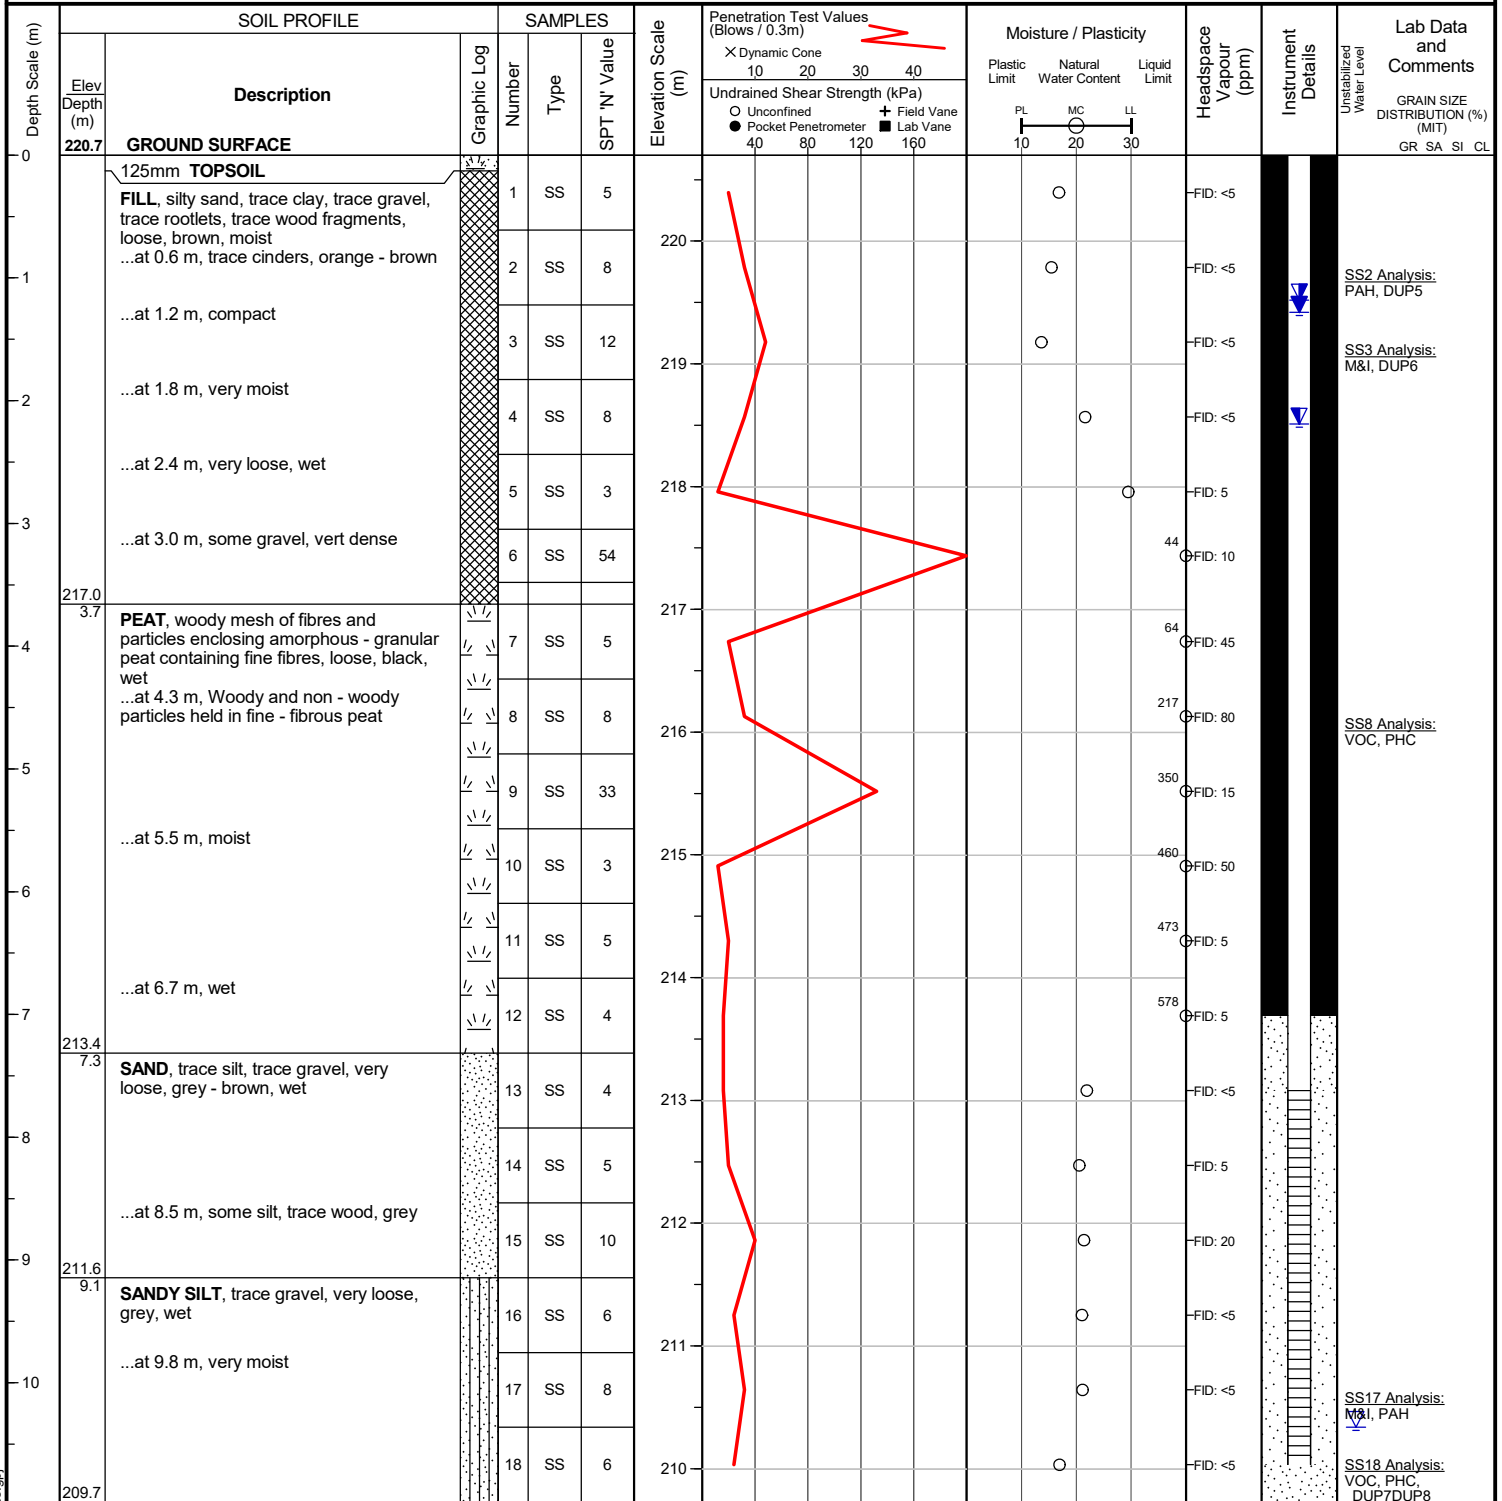 SOIL PROFILE
SAMPLES
Depth Scale (m)
Elev
Depth
(m)
Description
Graphic Log
Number
Type
SPT 'N' Value
Elevation Scale
(m)
Penetration Test Values
(Blows / 0.3m)
X Dynamic Cone
10 20 30 40
Undrained Shear Strength (kPa)
Unconfined + Field Vane
Pocket Penetrometer Lab Vane
40 80 120 160
Moisture / Plasticity
Plastic Limit Natural Water Content Liquid Limit
PL MC LL
10 20 30
Headspace
Vapour
(ppm)
Instrument
Details
Unstabilized
Water Level
Lab Data
and
Comments
GRAIN SIZE
DISTRIBUTION (%)
(MIT)
GR SA SI CL
220.7 GROUND SURFACE
0
125mm TOPSOIL
FILL, silty sand, trace clay, trace gravel,
trace rootlets, trace wood fragments,
loose, brown, moist
1 SS 5 FID: <5
220
...at 0.6 m, trace cinders, orange - brown
2 SS 8 FID: <5
1
SS2 Analysis:
PAH, DUP5
...at 1.2 m, compact
3 SS 12 FID: <5
SS3 Analysis:
M&I, DUP6
219
...at 1.8 m, very moist
2
4 SS 8 FID: <5
...at 2.4 m, very loose, wet
218
5 SS 3 FID: 5
3
...at 3.0 m, some gravel, vert dense
6 SS 54 44 FID: 10
217.0
3.7
217
PEAT, woody mesh of fibres and
particles enclosing amorphous - granular
peat containing fine fibres, loose, black,
wet
4
7 SS 5 64 FID: 45
...at 4.3 m, Woody and non - woody
particles held in fine - fibrous peat
8 SS 8 217 FID: 80
216
SS8 Analysis:
VOC, PHC
5
9 SS 33 350 FID: 15
...at 5.5 m, moist
215
10 SS 3 460 FID: 50
6
11 SS 5 473 FID: 5
214
...at 6.7 m, wet
7
12 SS 4 578 FID: 5
213.4
7.3
SAND, trace silt, trace gravel, very
loose, grey - brown, wet
13 SS 4 FID: <5
213
8
14 SS 5 FID: 5
...at 8.5 m, some silt, trace wood, grey
212
15 SS 10 FID: 20
9
211.6
9.1
SANDY SILT, trace gravel, very loose,
grey, wet
16 SS 6 FID: <5
211
...at 9.8 m, very moist
10
17 SS 8 FID: <5
SS17 Analysis:
M&I, PAH
18 SS 6 FID: <5
210
SS18 Analysis:
VOC, PHC,
DUP7DUP8
209.7